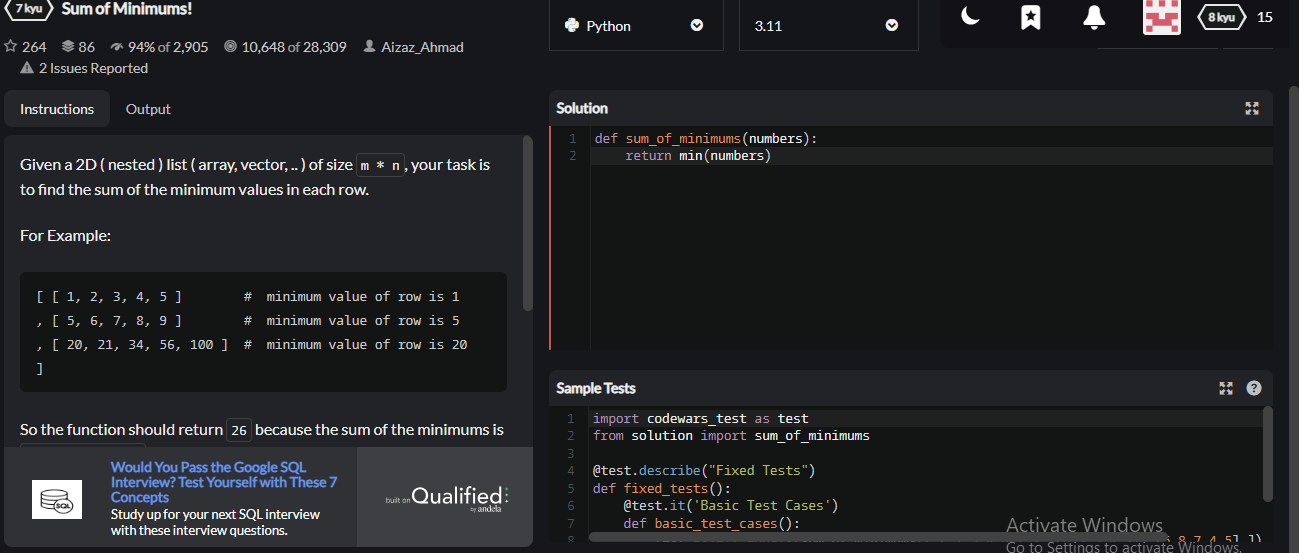 7 kyu Sum of Minimums!
264 86 94% of 2,905 10,648 of 28,309 Aizaz_Ahmad
2 Issues Reported
Python
3.11
8 kyu 15
Instructions Output
Given a 2D ( nested ) list ( array, vector, .. ) of size m * n , your task is
to find the sum of the minimum values in each row.
For Example:
[ [ 1, 2, 3, 4, 5 ]        #  minimum value of row is 1
, [ 5, 6, 7, 8, 9 ]        #  minimum value of row is 5
, [ 20, 21, 34, 56, 100 ]  #  minimum value of row is 20
]
So the function should return 26 because the sum of the minimums is
Would You Pass the Google SQL
Interview? Test Yourself with These 7
Concepts
Study up for your next SQL interview
with these interview questions.
SQL
built on Qualified
by andela
Solution
1 def sum_of_minimums(numbers):
2     return min(numbers)
Sample Tests
1 import codewars_test as test
2 from solution import sum_of_minimums
3
4 @test.describe("Fixed Tests")
5 def fixed_tests():
6     @test.it('Basic Test Cases')
7     def basic_test_cases():
8
Activate Windows
Go to Settings to activate Windows.